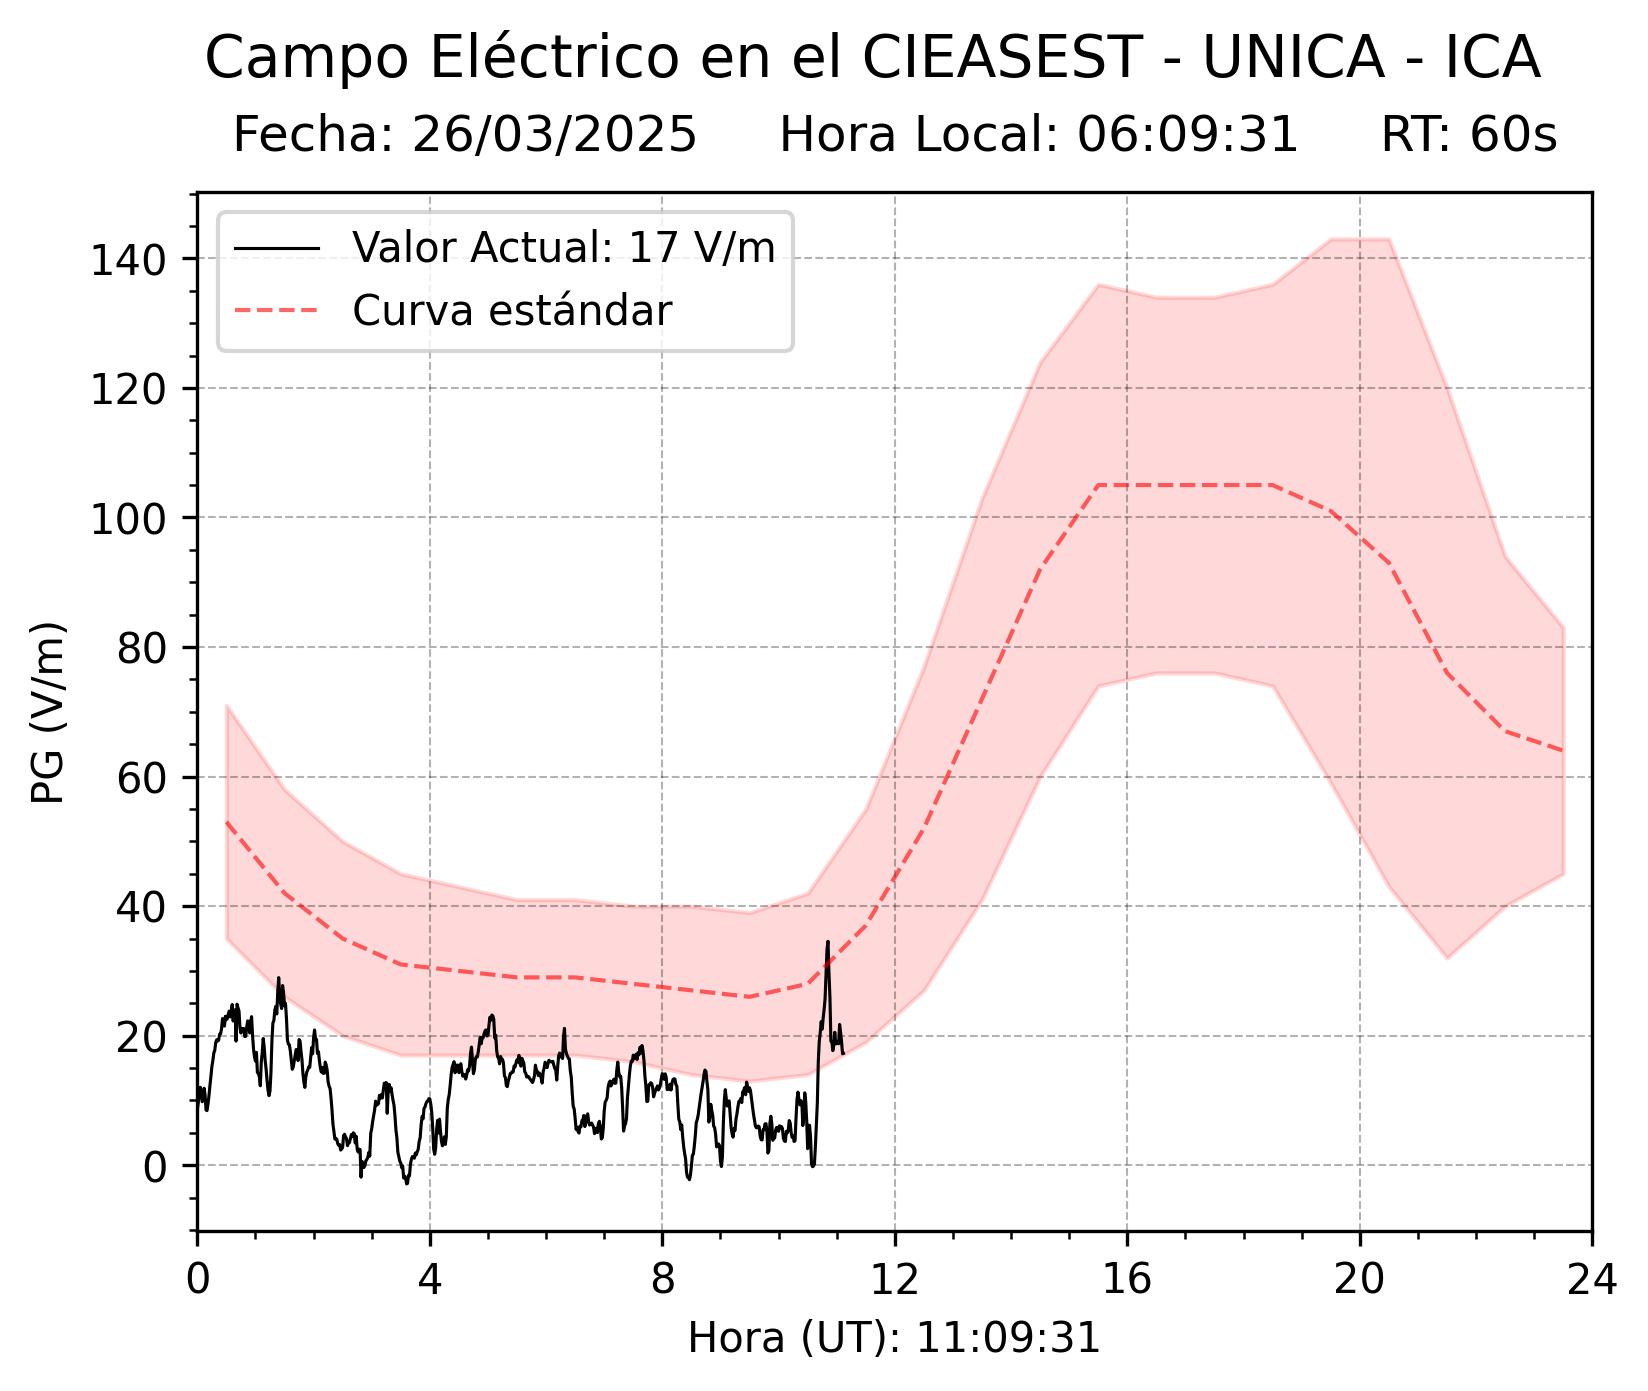 Campo Eléctrico en el CIEASEST - UNICA - ICA
Fecha: 26/03/2025 Hora Local: 06:09:31 RT: 60s
Valor Actual: 17 V/m
Curva estándar
140
120
100
80
60
40
20
0
PG (V/m)
0 4 8 12 16 20 24
Hora (UT): 11:09:31